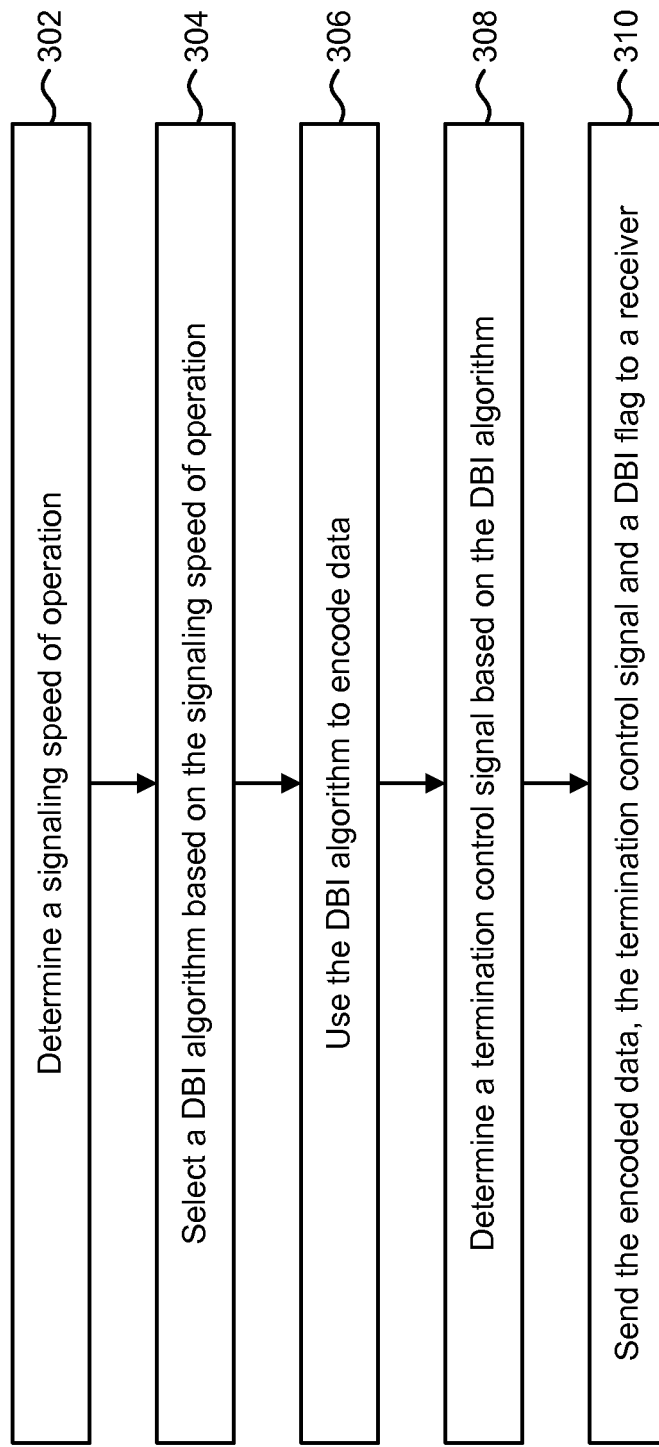 Determine a signaling speed of operation
302
Select a DBI algorithm based on the signaling speed of operation
304
Use the DBI algorithm to encode data
306
Determine a termination control signal based on the DBI algorithm
308
Send the encoded data, the termination control signal and a DBI flag to a receiver
310